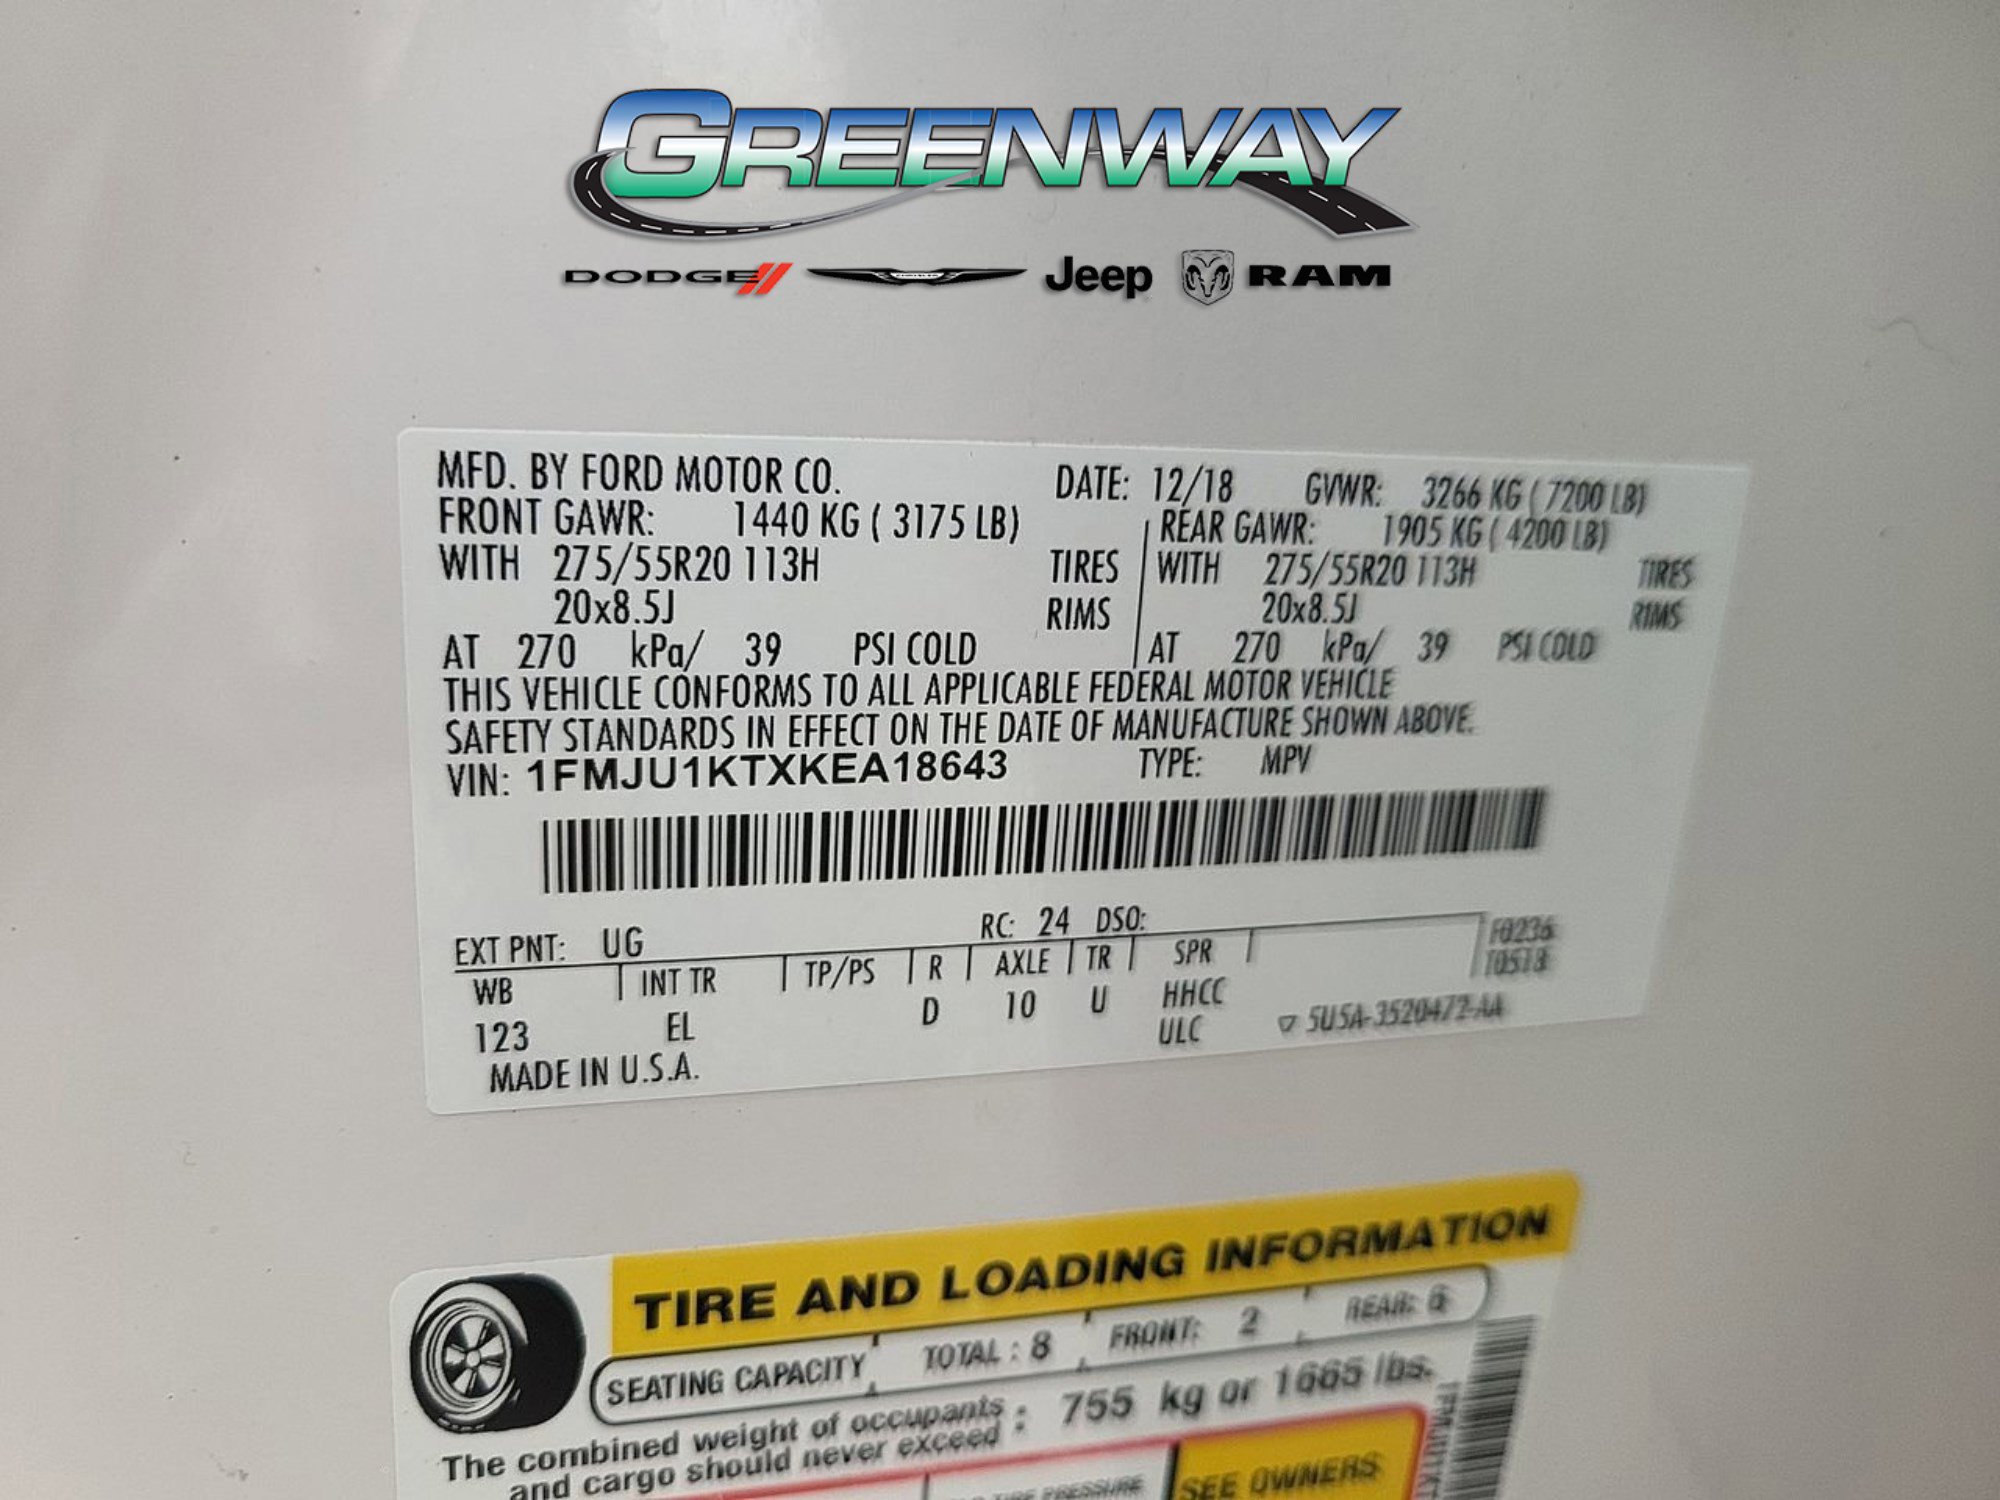 GREENWAY
DODGE CHRYSLER Jeep RAM
MFD. BY FORD MOTOR CO. DATE: 12/18 GVWR: 3266 KG ( 7200 LB)
FRONT GAWR: 1440 KG ( 3175 LB) REAR GAWR: 1905 KG ( 4200 LB)
WITH 275/55R20 113H TIRES WITH 275/55R20 113H TIRES
20x8.5J RIMS 20x8.5J RIMS
AT 270 kPa/ 39 PSI COLD AT 270 kPa/ 39 PSI COLD
THIS VEHICLE CONFORMS TO ALL APPLICABLE FEDERAL MOTOR VEHICLE
SAFETY STANDARDS IN EFFECT ON THE DATE OF MANUFACTURE SHOWN ABOVE.
VIN: 1FMJU1KTXKEA18643 TYPE: MPV
EXT PNT: UG RC: 24 DSO: F0236
WB INT TR TP/PS R AXLE TR SPR T0518
123 EL D 10 U HHCC
ULC ▽ 5U5A-3520472-AA
MADE IN U.S.A.
TIRE AND LOADING INFORMATION
SEATING CAPACITY TOTAL : 8 FRONT: 2 REAR: 6
The combined weight of occupants : 755 kg or 1665 lbs.
and cargo should never exceed
TIRE PRESSURE SEE OWNERS